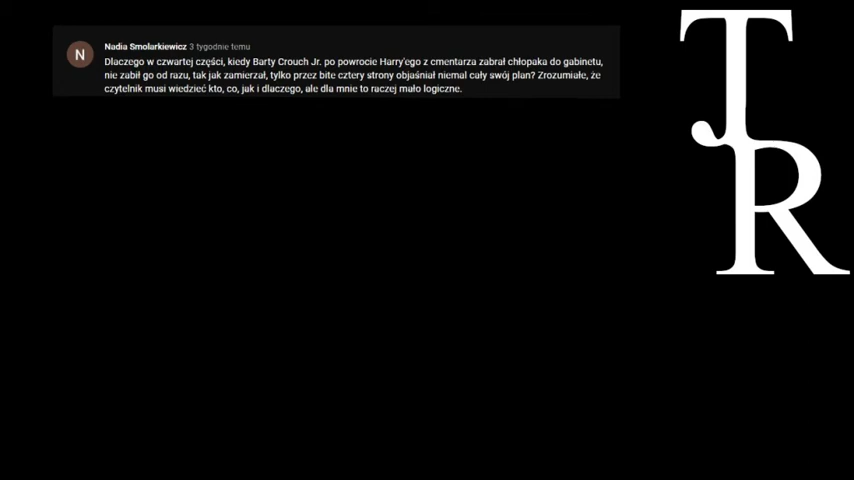 Nadia Smolarkiewicz 3 tygodnie temu
Dlaczego w czwartej części, kiedy Barty Crouch Jr. po powrocie Harry'ego z cmentarza zabrał chłopaka do gabinetu,
nie zabił go od razu, tak jak zamierzał, tylko przez bite cztery strony objaśniał niemal cały swój plan? Zrozumiałe, że
czytelnik musi wiedzieć kto, co, jak i dlaczego, ale dla mnie to raczej mało logiczne.
N
T
R